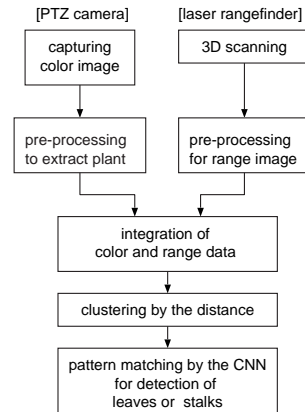 [PTZ camera]
[laser rangefinder]
capturing
color image
3D scanning
pre-processing
to extract plant
pre-processing
for range image
integration of
color and range data
clustering by the distance
pattern matching by the CNN
for detection of
leaves or stalks